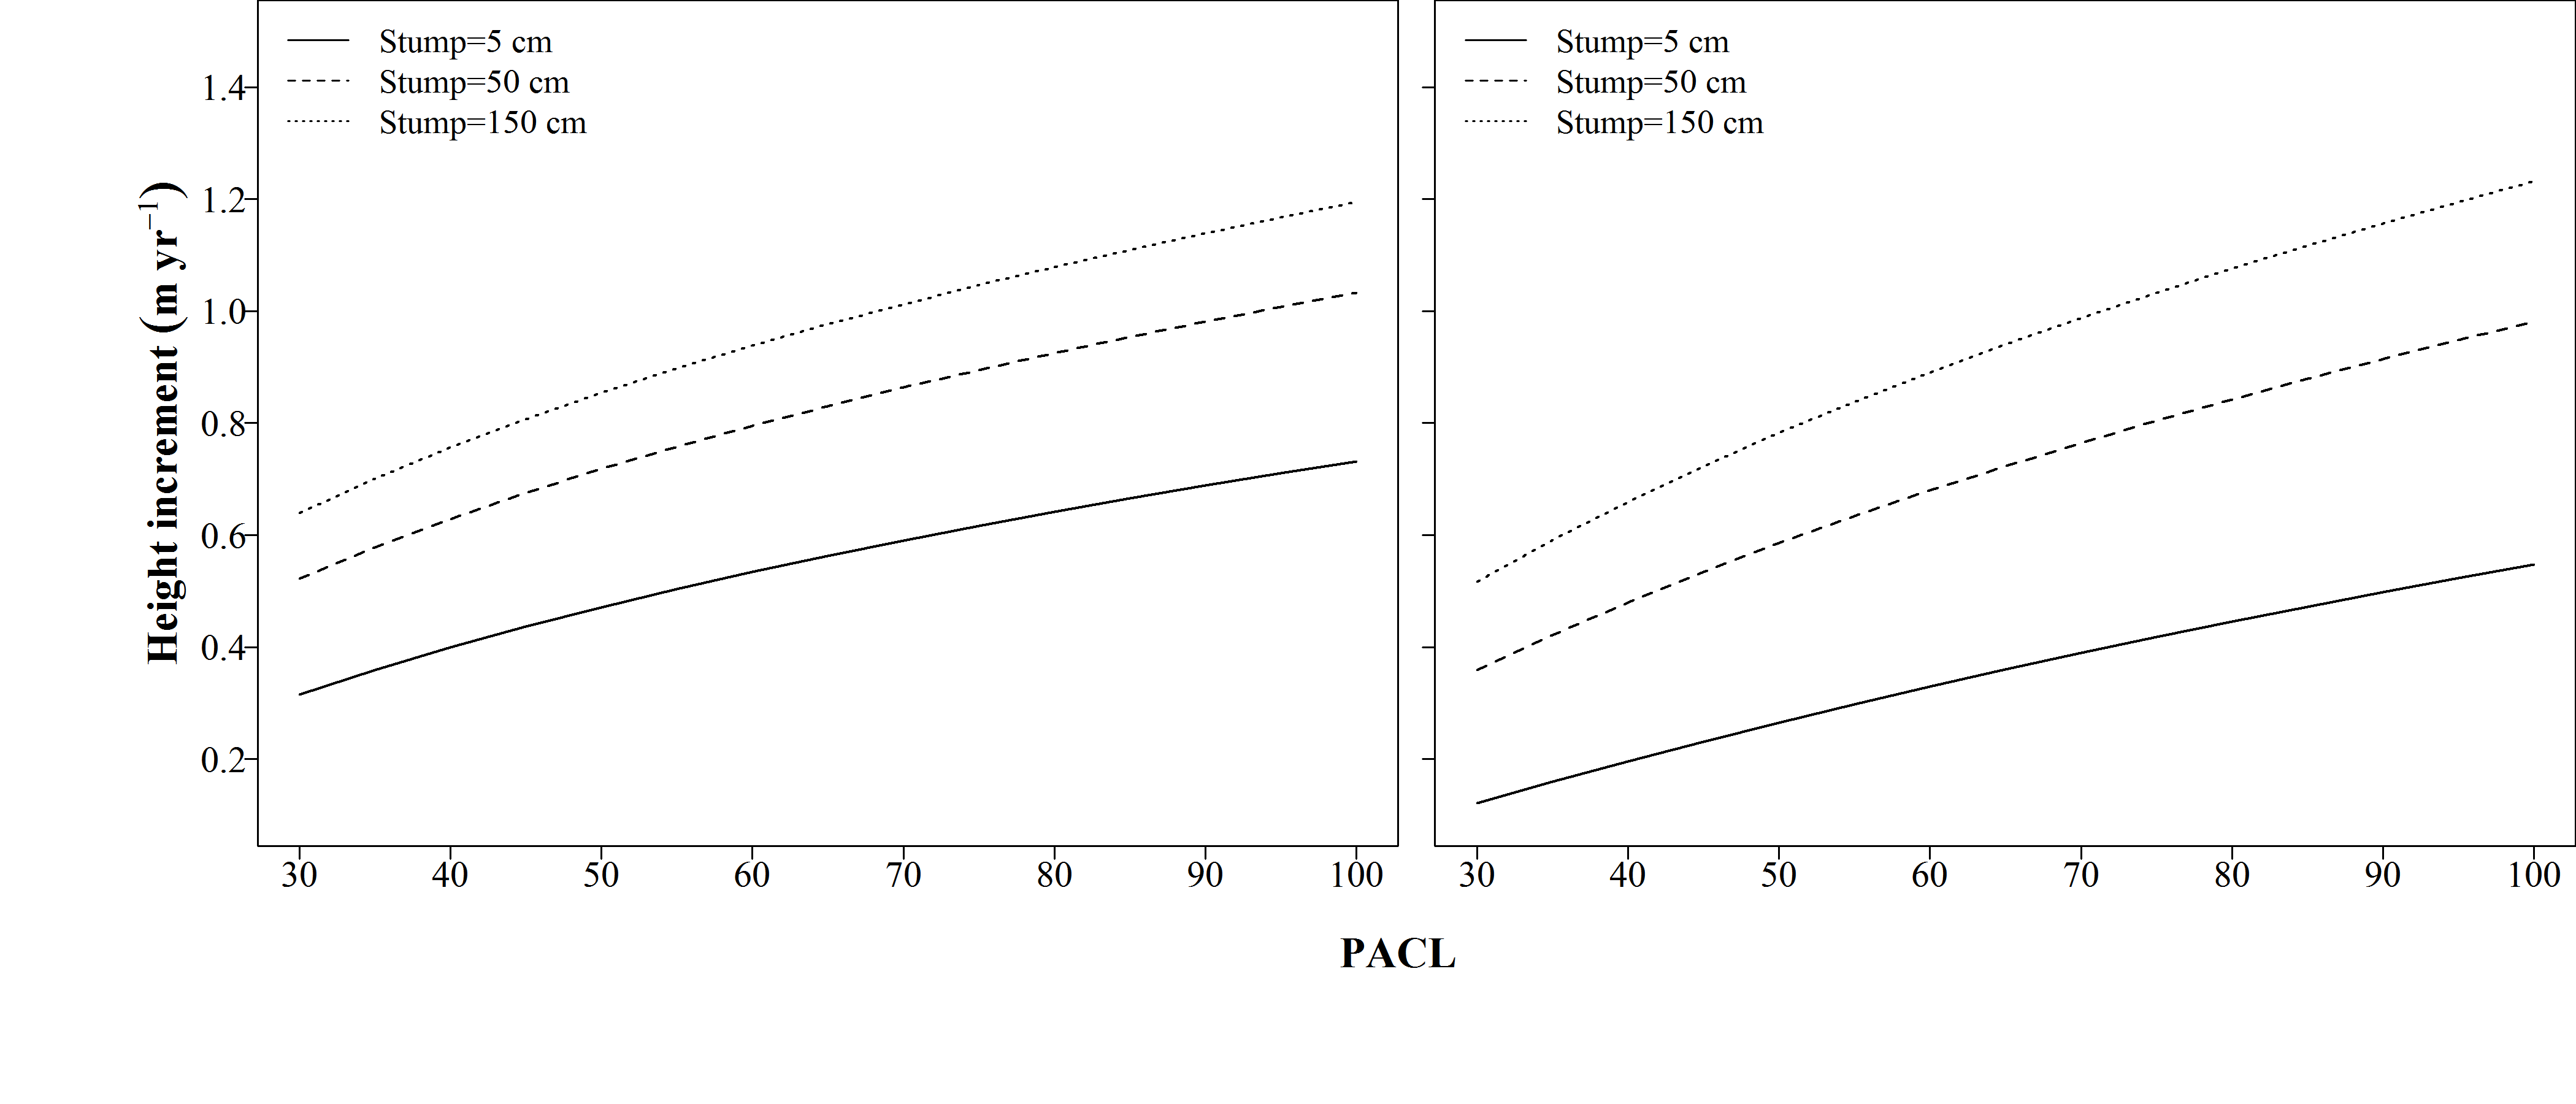 Stump=5 cm
Stump=50 cm
Stump=150 cm
Stump=5 cm
Stump=50 cm
Stump=150 cm
Height increment (m yr⁻¹)
1.4
1.2
1.0
0.8
0.6
0.4
0.2
30 40 50 60 70 80 90 100
30 40 50 60 70 80 90 100
PACL